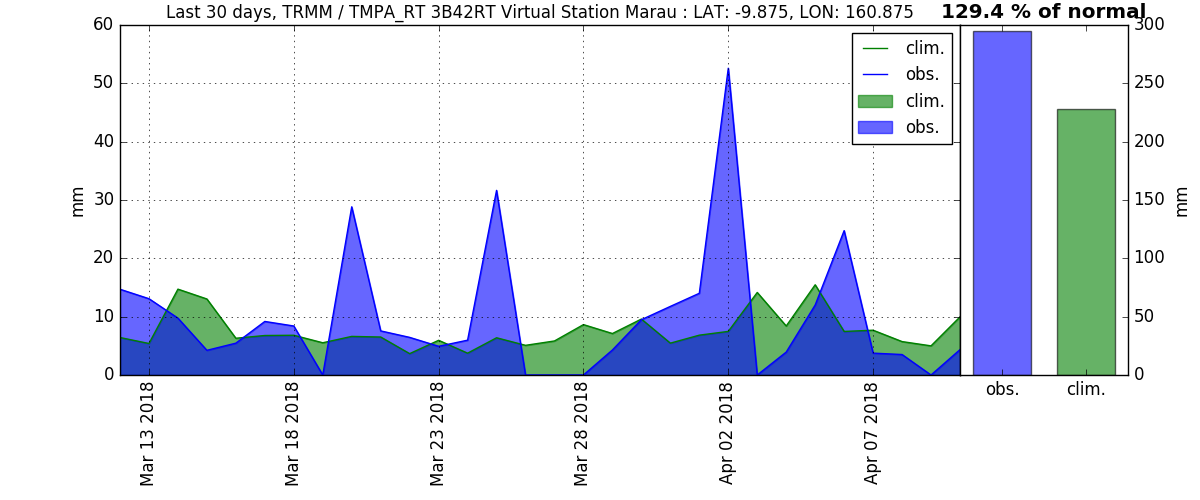 Last 30 days, TRMM / TMPA_RT 3B42RT Virtual Station Marau : LAT: -9.875, LON: 160.875
129.4 % of normal
60
50
40
30
20
10
0
mm
clim.
obs.
clim.
obs.
Mar 13 2018
Mar 18 2018
Mar 23 2018
Mar 28 2018
Apr 02 2018
Apr 07 2018
300
250
200
150
100
50
0
mm
obs.
clim.